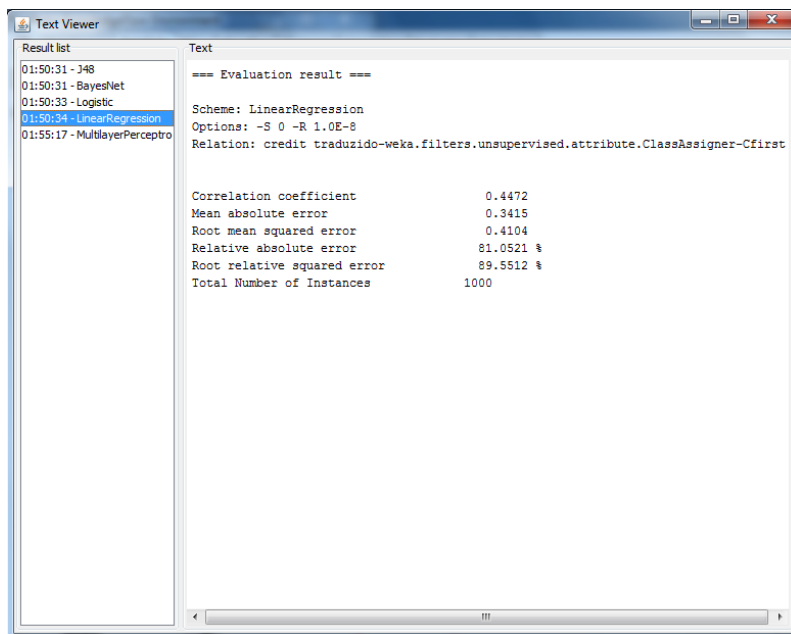 Text Viewer
Result list
01:50:31 - J48
01:50:31 - BayesNet
01:50:33 - Logistic
01:50:34 - LinearRegression
01:55:17 - MultilayerPerceptro
Text
=== Evaluation result ===
Scheme: LinearRegression
Options: -S 0 -R 1.0E-8
Relation: credit traduzido-weka.filters.unsupervised.attribute.ClassAssigner-Cfirst
Correlation coefficient 0.4472
Mean absolute error 0.3415
Root mean squared error 0.4104
Relative absolute error 81.0521 %
Root relative squared error 89.5512 %
Total Number of Instances 1000